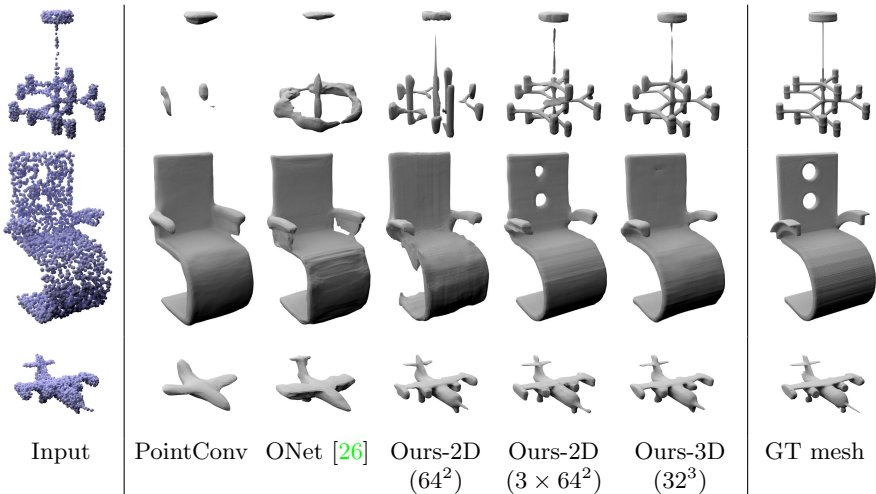 Input PointConv ONet [26] Ours-2D Ours-2D Ours-3D GT mesh
(64²) (3 × 64²) (32³)